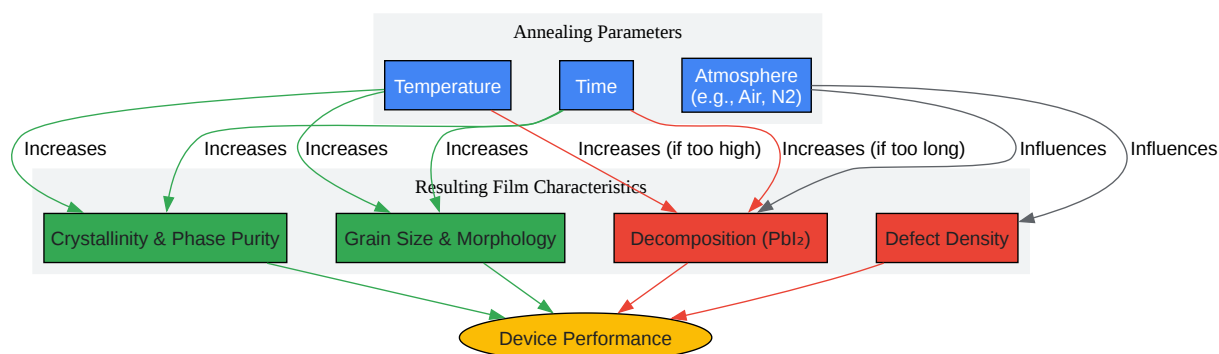 Annealing Parameters
Temperature
Time
Atmosphere
(e.g., Air, N2)
Increases
Increases
Increases
Increases
Increases (if too high)
Increases (if too long)
Influences
Influences
Resulting Film Characteristics
Crystallinity & Phase Purity
Grain Size & Morphology
Decomposition (PbI₂)
Defect Density
Device Performance